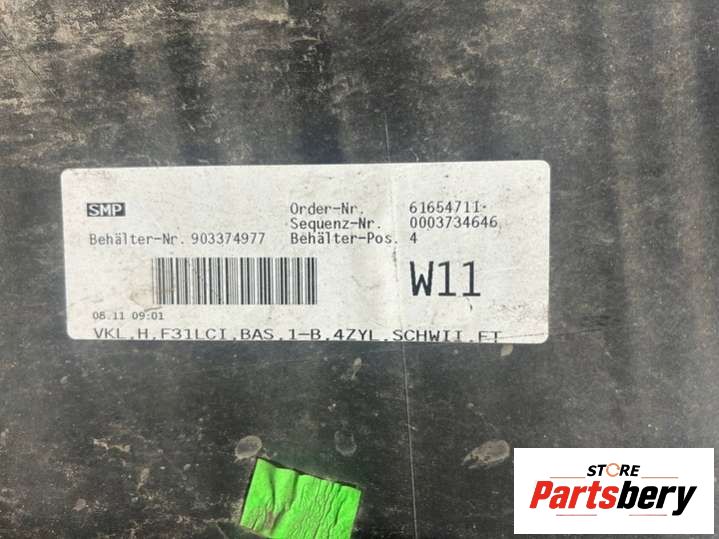 SMP
Order-Nr. 61654711
Sequenz-Nr. 0003734646
Behälter-Nr. 903374977 Behälter-Pos. 4
W11
08.11 09:01
VKL,H,F31LCI,BAS,1-B,4ZYL,SCHWII,ET
STORE
Partsbery